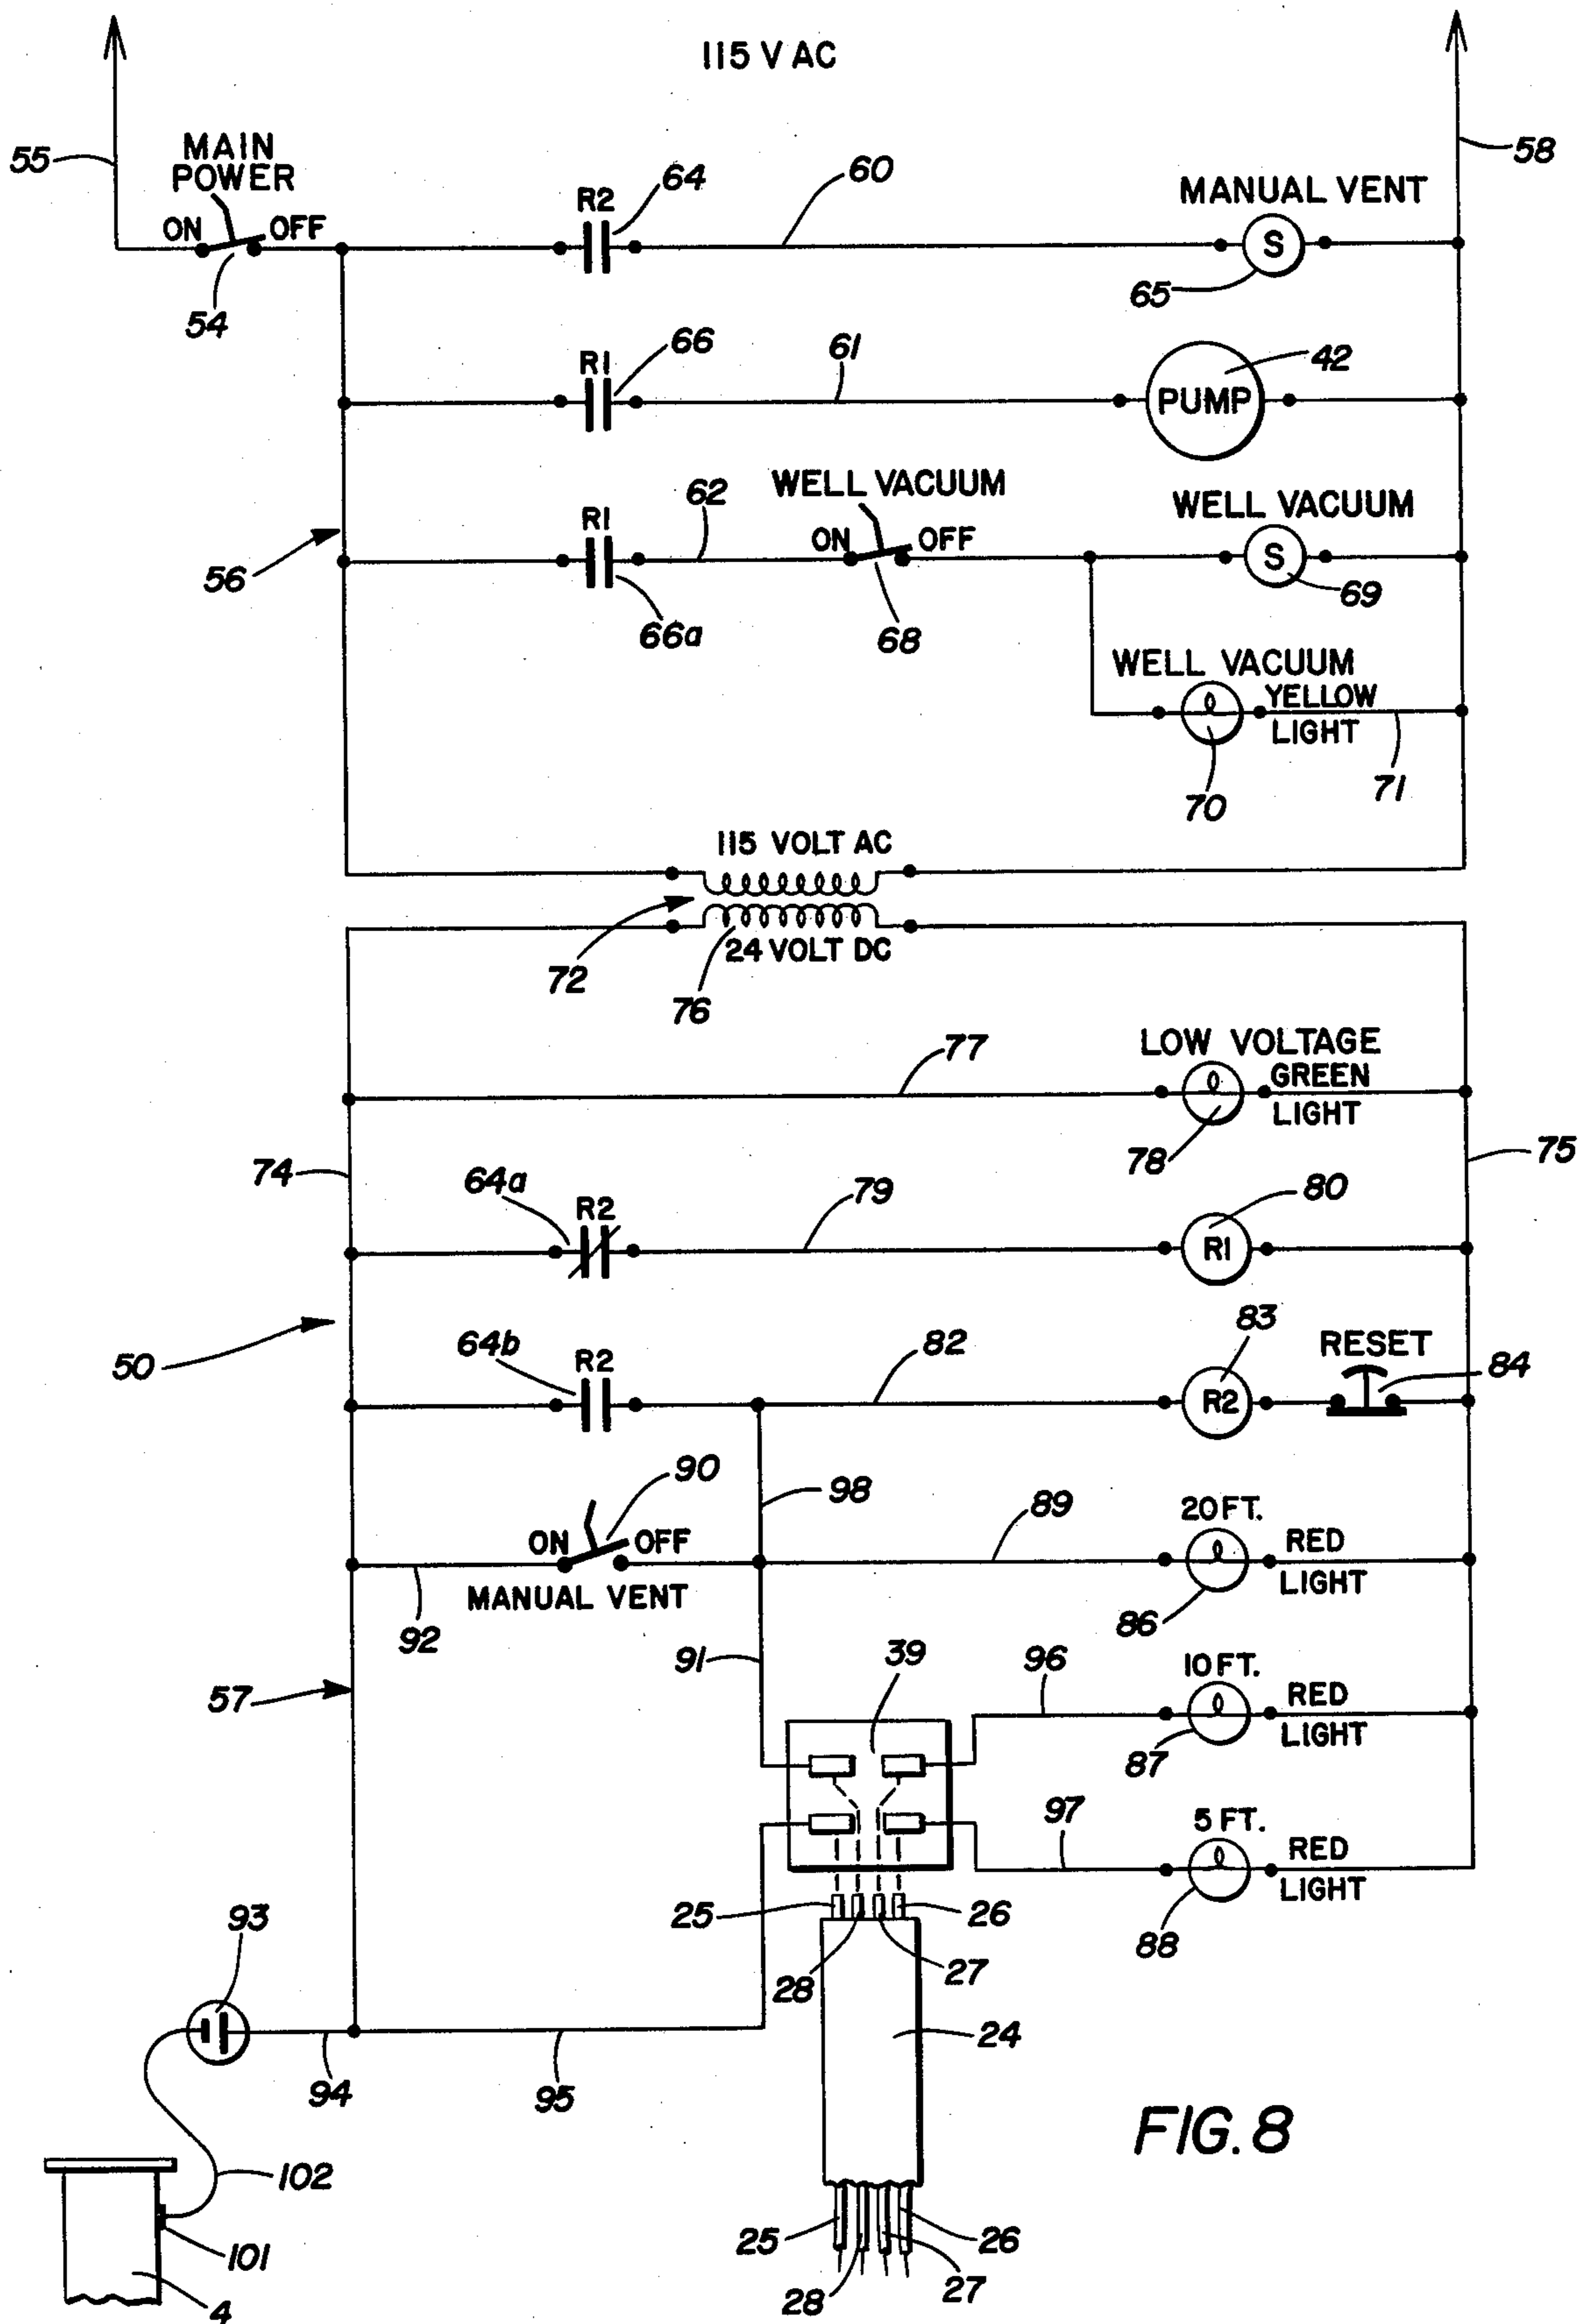 115 V AC
55
58
MAIN
POWER
ON
OFF
54
R2
64
60
MANUAL VENT
S
65
R1
66
61
42
PUMP
R1
62
66a
WELL VACUUM
ON
OFF
68
WELL VACUUM
S
69
56
WELL VACUUM
YELLOW
LIGHT
70
71
115 VOLT AC
72
24 VOLT DC
76
77
LOW VOLTAGE
GREEN
LIGHT
78
74
75
64a
R2
79
80
R1
50
64b
R2
82
83
R2
RESET
84
90
ON
OFF
MANUAL VENT
92
98
89
20 FT.
RED
LIGHT
86
57
91
39
96
10 FT.
RED
LIGHT
87
97
5 FT.
RED
LIGHT
88
25
26
28
27
93
94
95
24
102
101
4
25
26
28
27
FIG. 8